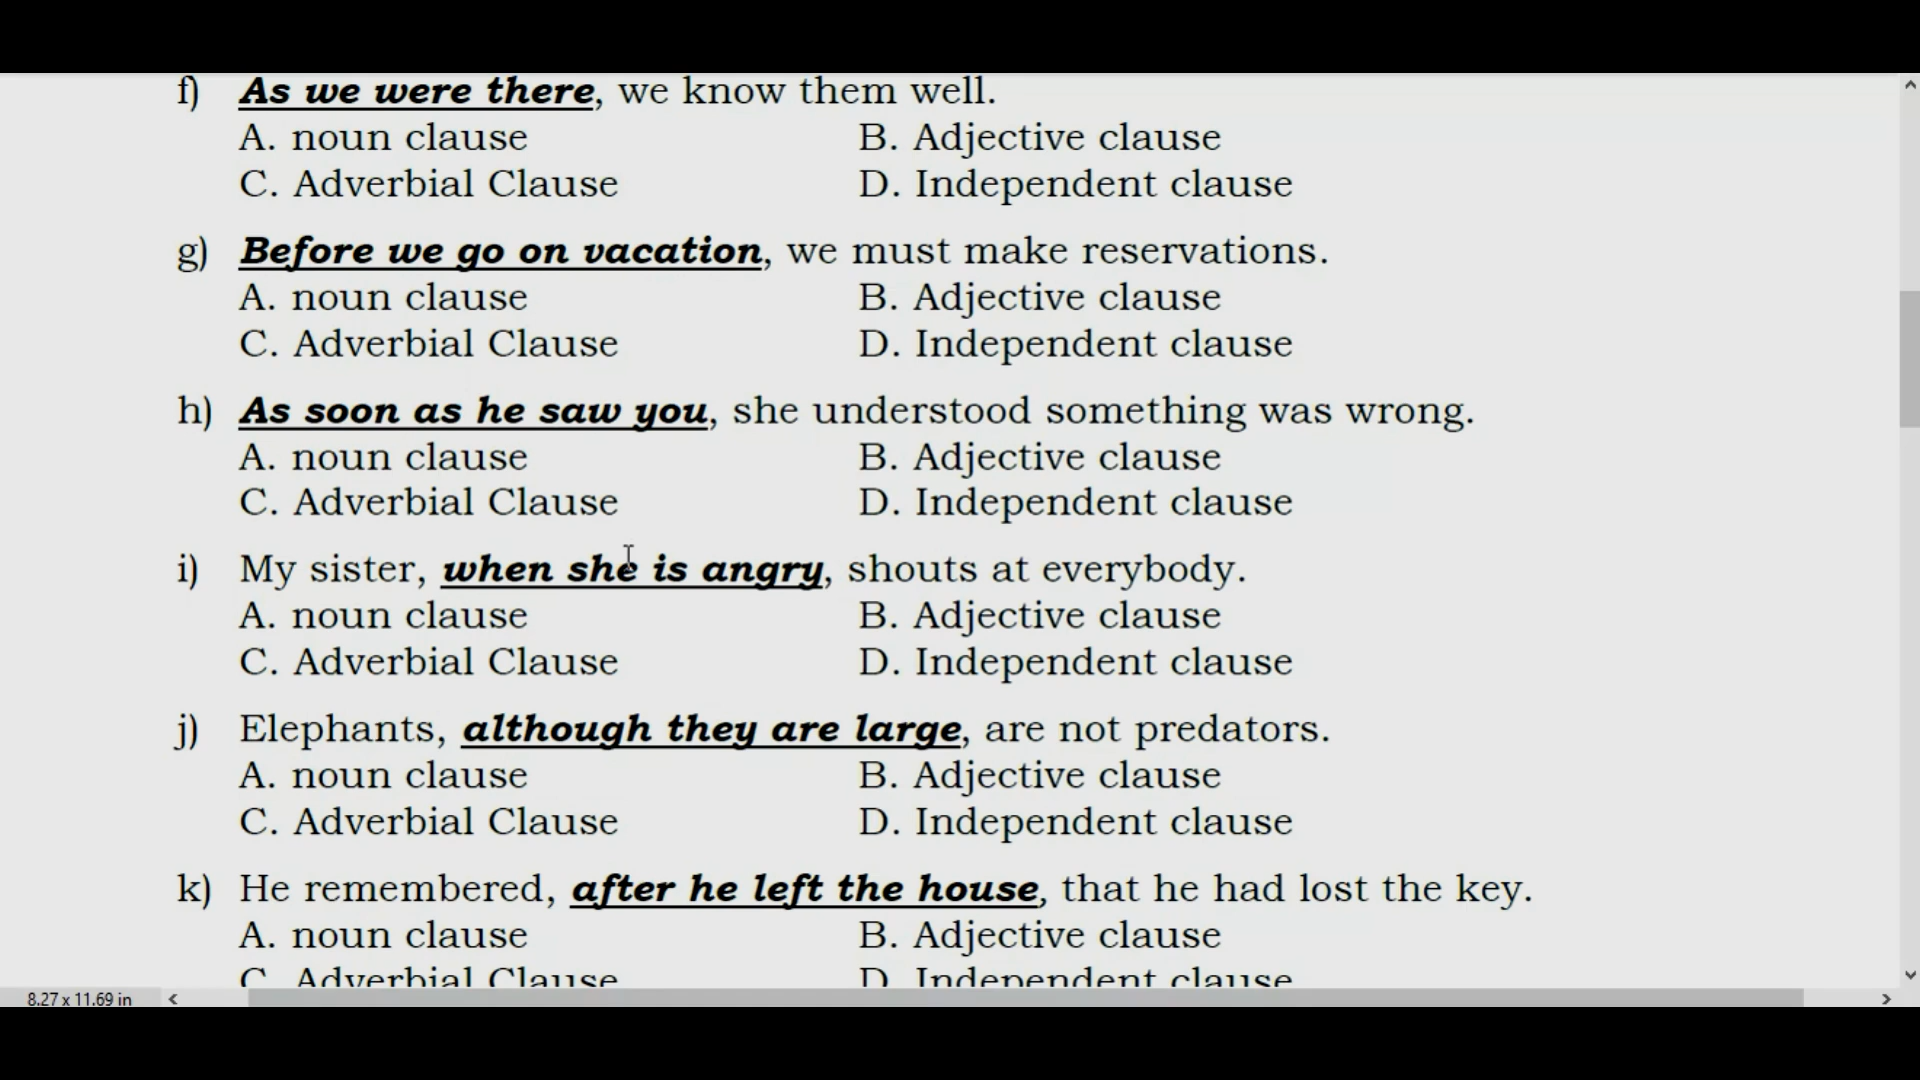 f) As we were there, we know them well.
A. noun clause B. Adjective clause
C. Adverbial Clause D. Independent clause
g) Before we go on vacation, we must make reservations.
A. noun clause B. Adjective clause
C. Adverbial Clause D. Independent clause
h) As soon as he saw you, she understood something was wrong.
A. noun clause B. Adjective clause
C. Adverbial Clause D. Independent clause
i) My sister, when she is angry, shouts at everybody.
A. noun clause B. Adjective clause
C. Adverbial Clause D. Independent clause
j) Elephants, although they are large, are not predators.
A. noun clause B. Adjective clause
C. Adverbial Clause D. Independent clause
k) He remembered, after he left the house, that he had lost the key.
A. noun clause B. Adjective clause
C. Adverbial Clause D. Independent clause
8.27 x 11.69 in